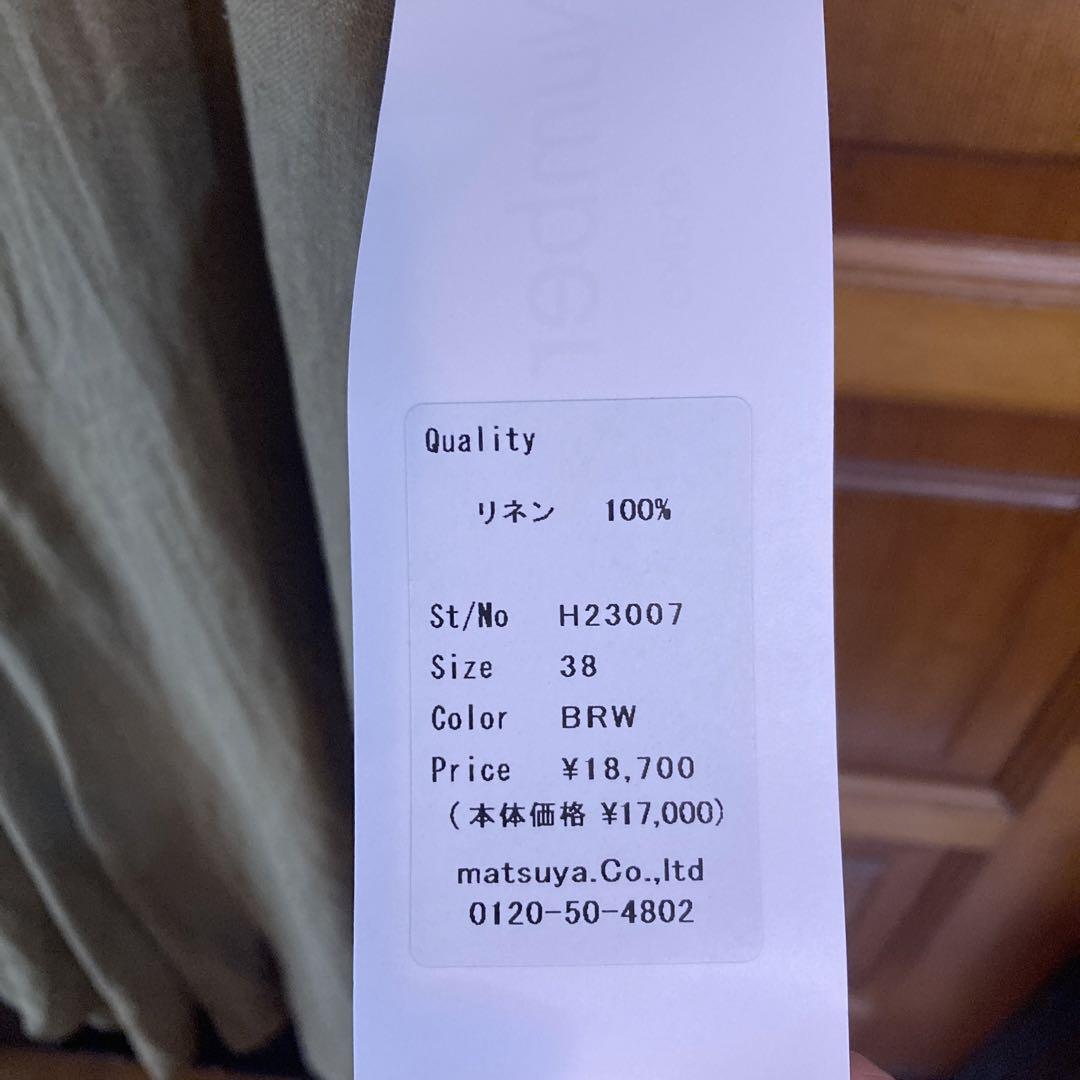 Quality
リネン 100%
St/No H23007
Size 38
Color BRW
Price ¥18,700
(本体価格 ¥17,000)
matsuya.Co.,ltd
0120-50-4802